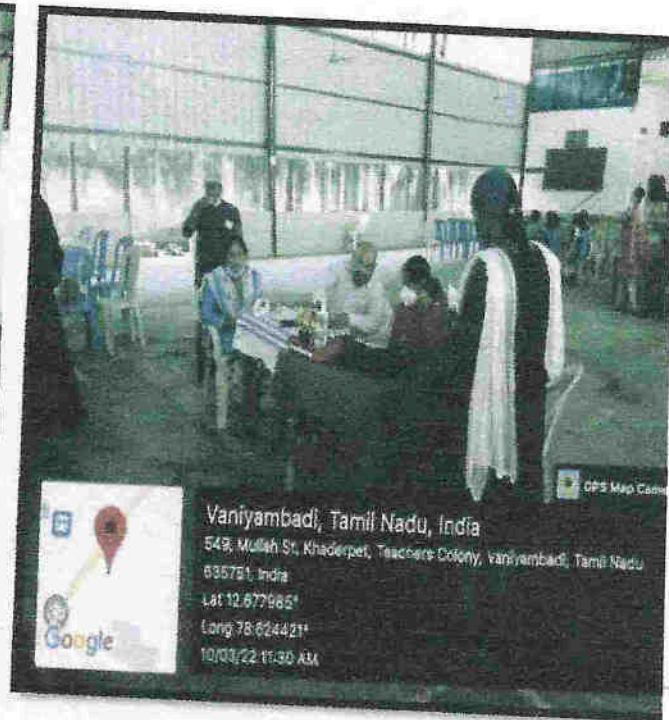 GPS Map Came
Vaniyambadi, Tamil Nadu, India
549, Mullah St, Khaderpet, Teachers Colony, Vaniyambadi, Tamil Nadu
635751, India
Lat 12.677985°
Long 78.624421°
10/03/22 11:30 AM
Google